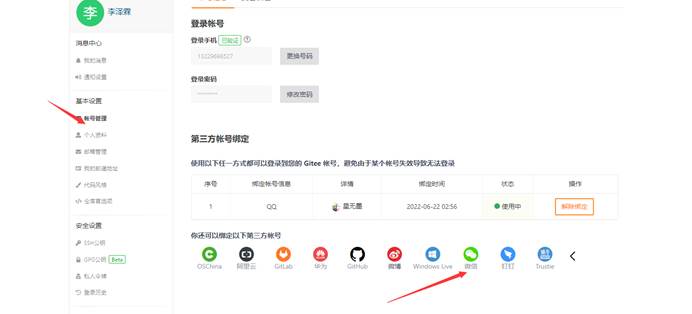 李
李泽霖
消息中心
我的消息
通知设置
基本设置
帐号管理
个人资料
邮箱管理
我的邮递地址
代码风格
仓库首选项
安全设置
SSH公钥
GPG公钥 Beta
私人令牌
登录历史
登录帐号
登录手机 已验证
更换号码
登录密码
********
修改密码
第三方帐号绑定
使用以下任一方式都可以登录到您的 Gitee 帐号，避免由于某个帐号失效导致无法登录
序号 绑定帐号信息 详情 绑定时间 状态 操作
1 QQ 星无墨 2022-06-22 02:56 使用中 解除绑定
你还可以绑定以下第三方帐号
OSChina 阿里云 GitLab 华为 GitHub 微博 Windows Live 微信 钉钉 Trustie